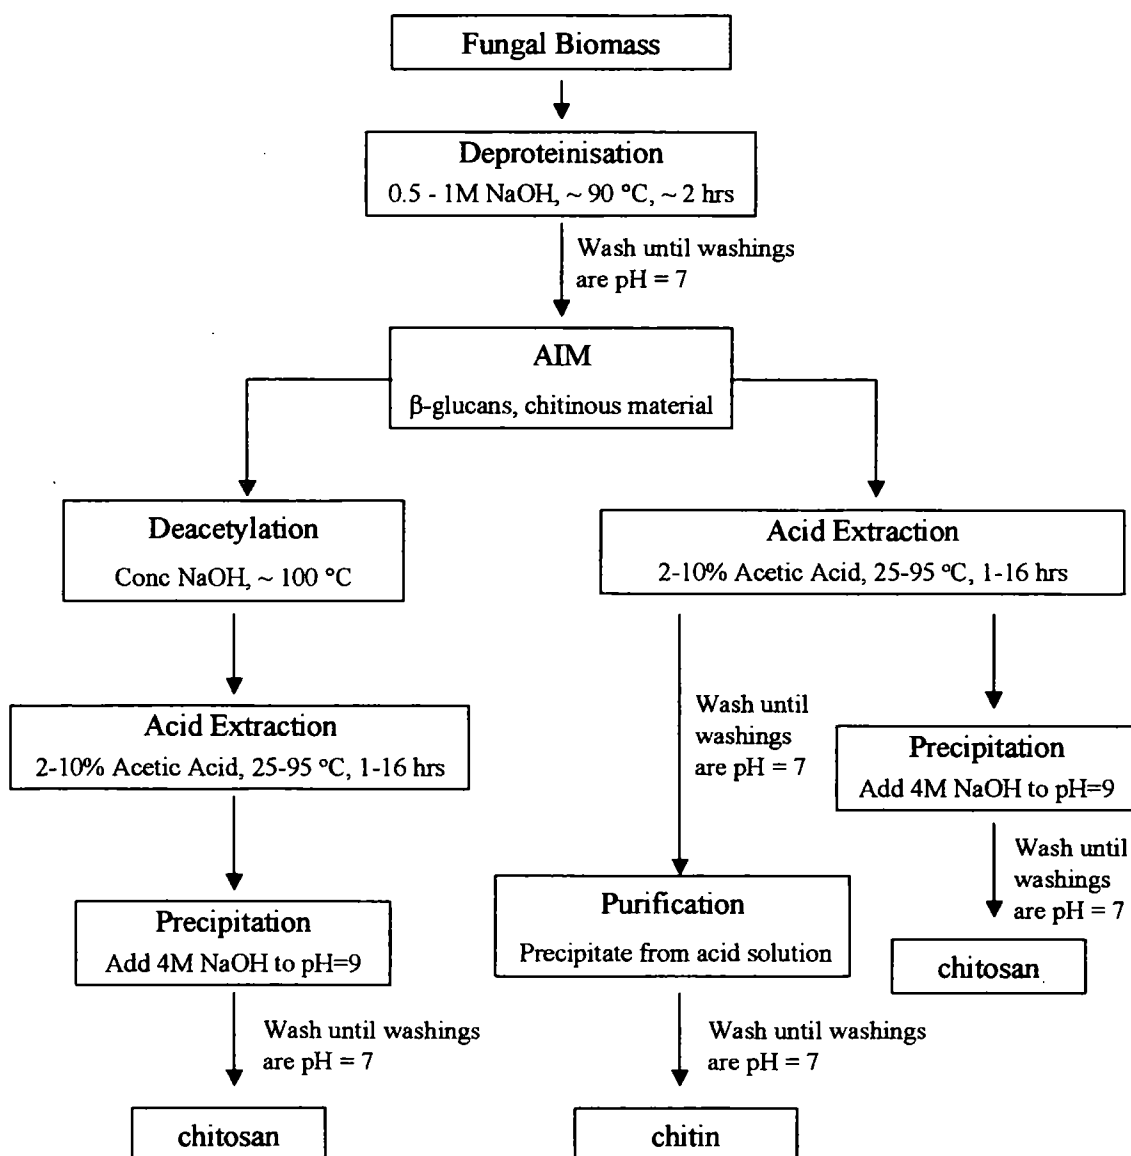 Fungal Biomass
Deproteinisation
0.5 - 1M NaOH, ~ 90 ºC, ~ 2 hrs
Wash until washings
are pH = 7
AIM
β-glucans, chitinous material
Deacetylation
Conc NaOH, ~ 100 ºC
Acid Extraction
2-10% Acetic Acid, 25-95 ºC, 1-16 hrs
Acid Extraction
2-10% Acetic Acid, 25-95 ºC, 1-16 hrs
Precipitation
Add 4M NaOH to pH=9
Wash until washings
are pH = 7
chitosan
Wash until
washings
are pH = 7
Purification
Precipitate from acid solution
Wash until washings
are pH = 7
chitin
Precipitation
Add 4M NaOH to pH=9
Wash until
washings
are pH = 7
chitosan